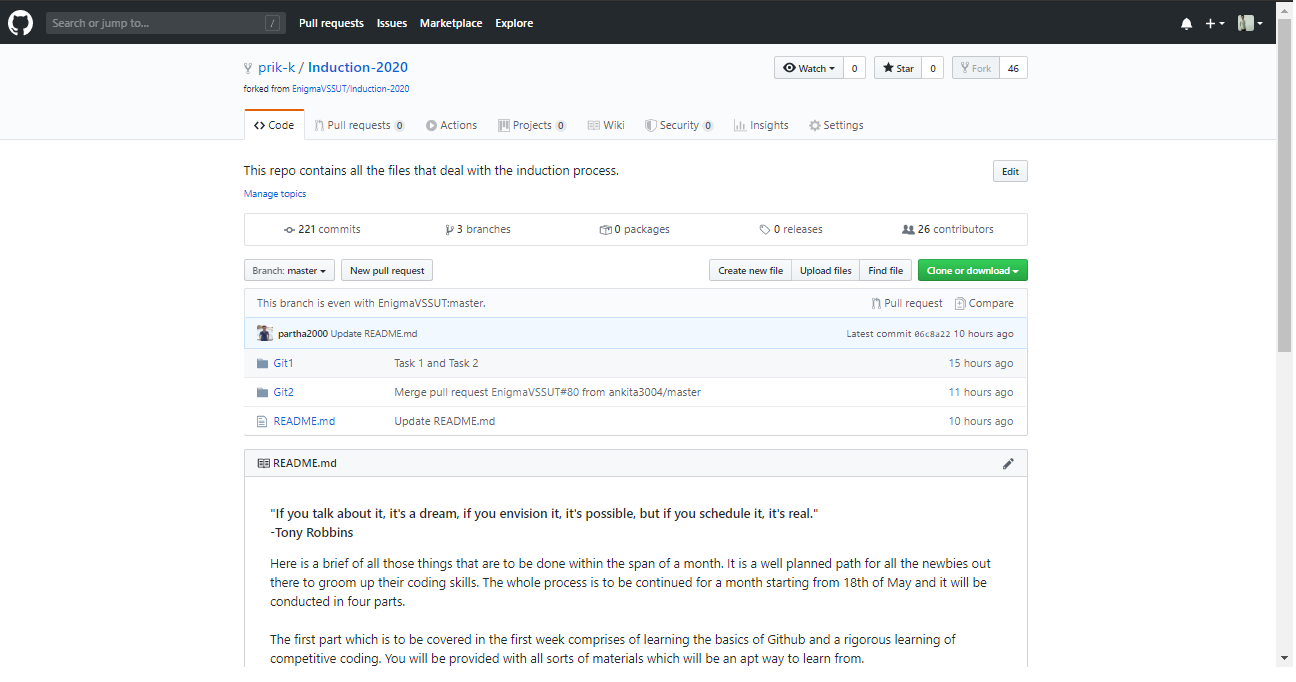 Search or jump to... /
Pull requests Issues Marketplace Explore
prik-k / Induction-2020
Watch 0 Star 0 Fork 46
forked from EnigmaVSSUT/Induction-2020
Code Pull requests 0 Actions Projects 0 Wiki Security 0 Insights Settings
This repo contains all the files that deal with the induction process.
Edit
Manage topics
221 commits 3 branches 0 packages 0 releases 26 contributors
Branch: master New pull request Create new file Upload files Find file Clone or download
This branch is even with EnigmaVSSUT:master. Pull request Compare
partha2000 Update README.md Latest commit 06c8a22 10 hours ago
Git1 Task 1 and Task 2 15 hours ago
Git2 Merge pull request EnigmaVSSUT#80 from ankita3004/master 11 hours ago
README.md Update README.md 10 hours ago
README.md
"If you talk about it, it's a dream, if you envision it, it's possible, but if you schedule it, it's real."
-Tony Robbins
Here is a brief of all those things that are to be done within the span of a month. It is a well planned path for all the newbies out
there to groom up their coding skills. The whole process is to be continued for a month starting from 18th of May and it will be
conducted in four parts.
The first part which is to be covered in the first week comprises of learning the basics of Github and a rigorous learning of
competitive coding. You will be provided with all sorts of materials which will be an apt way to learn from.